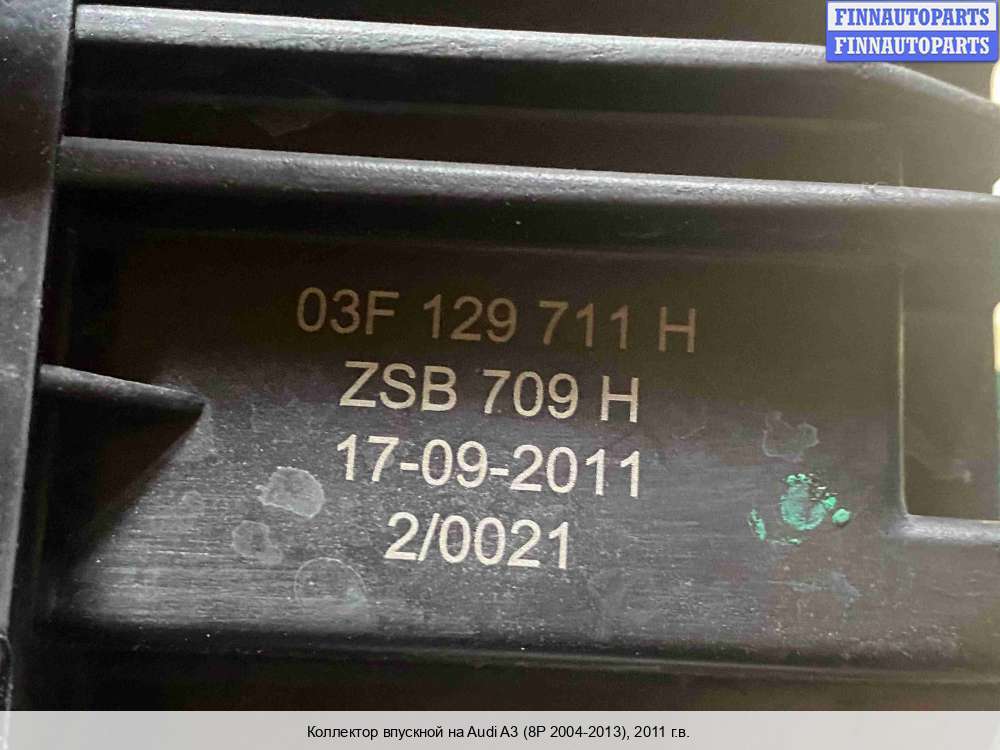 FINNAUTOPARTS
FINNAUTOPARTS
03F 129 711 H
ZSB 709 H
17-09-2011
2/0021
Коллектор впускной на Audi A3 (8P 2004-2013), 2011 г.в.